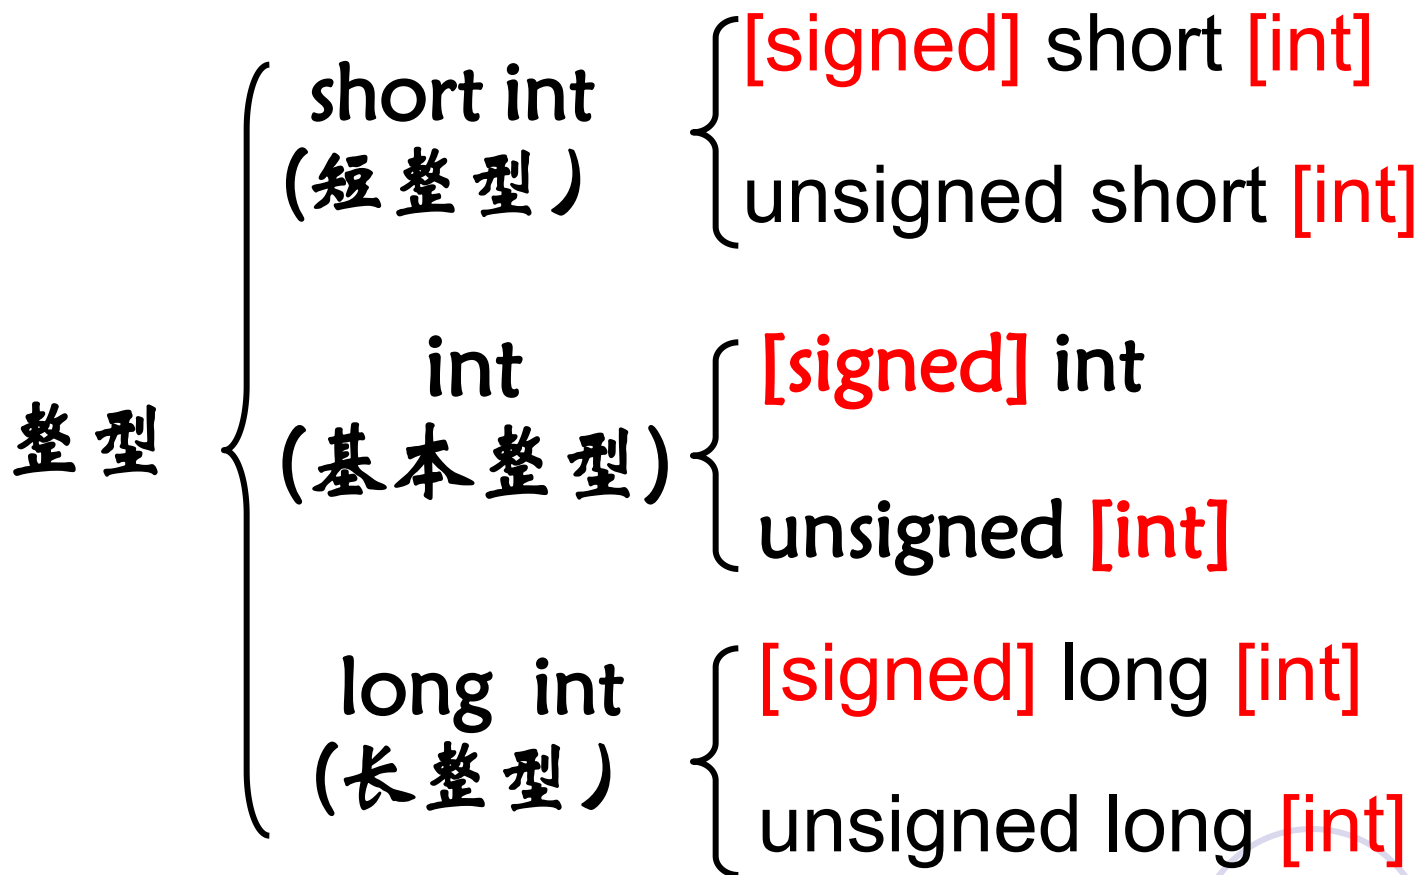 整型
short int
(短整型)
[signed] short [int]
unsigned short [int]
int
(基本整型)
[signed] int
unsigned [int]
long int
(长整型)
[signed] long [int]
unsigned long [int]